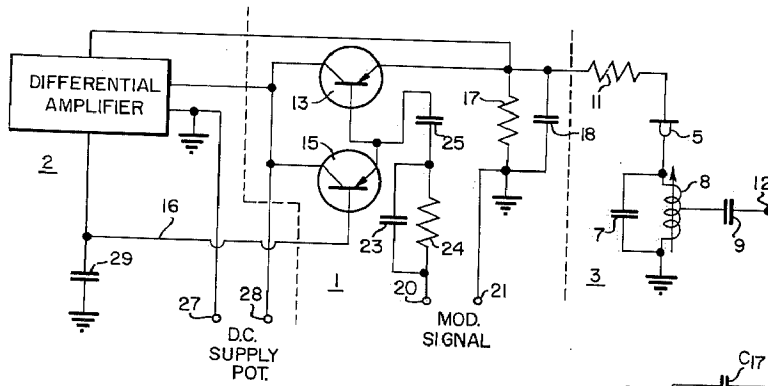 DIFFERENTIAL
AMPLIFIER
2
13
15
16
29
27
28
D.C.
SUPPLY
POT.
1
25
23
24
20
21
MOD.
SIGNAL
17
18
11
5
8
12
7
9
3
C17